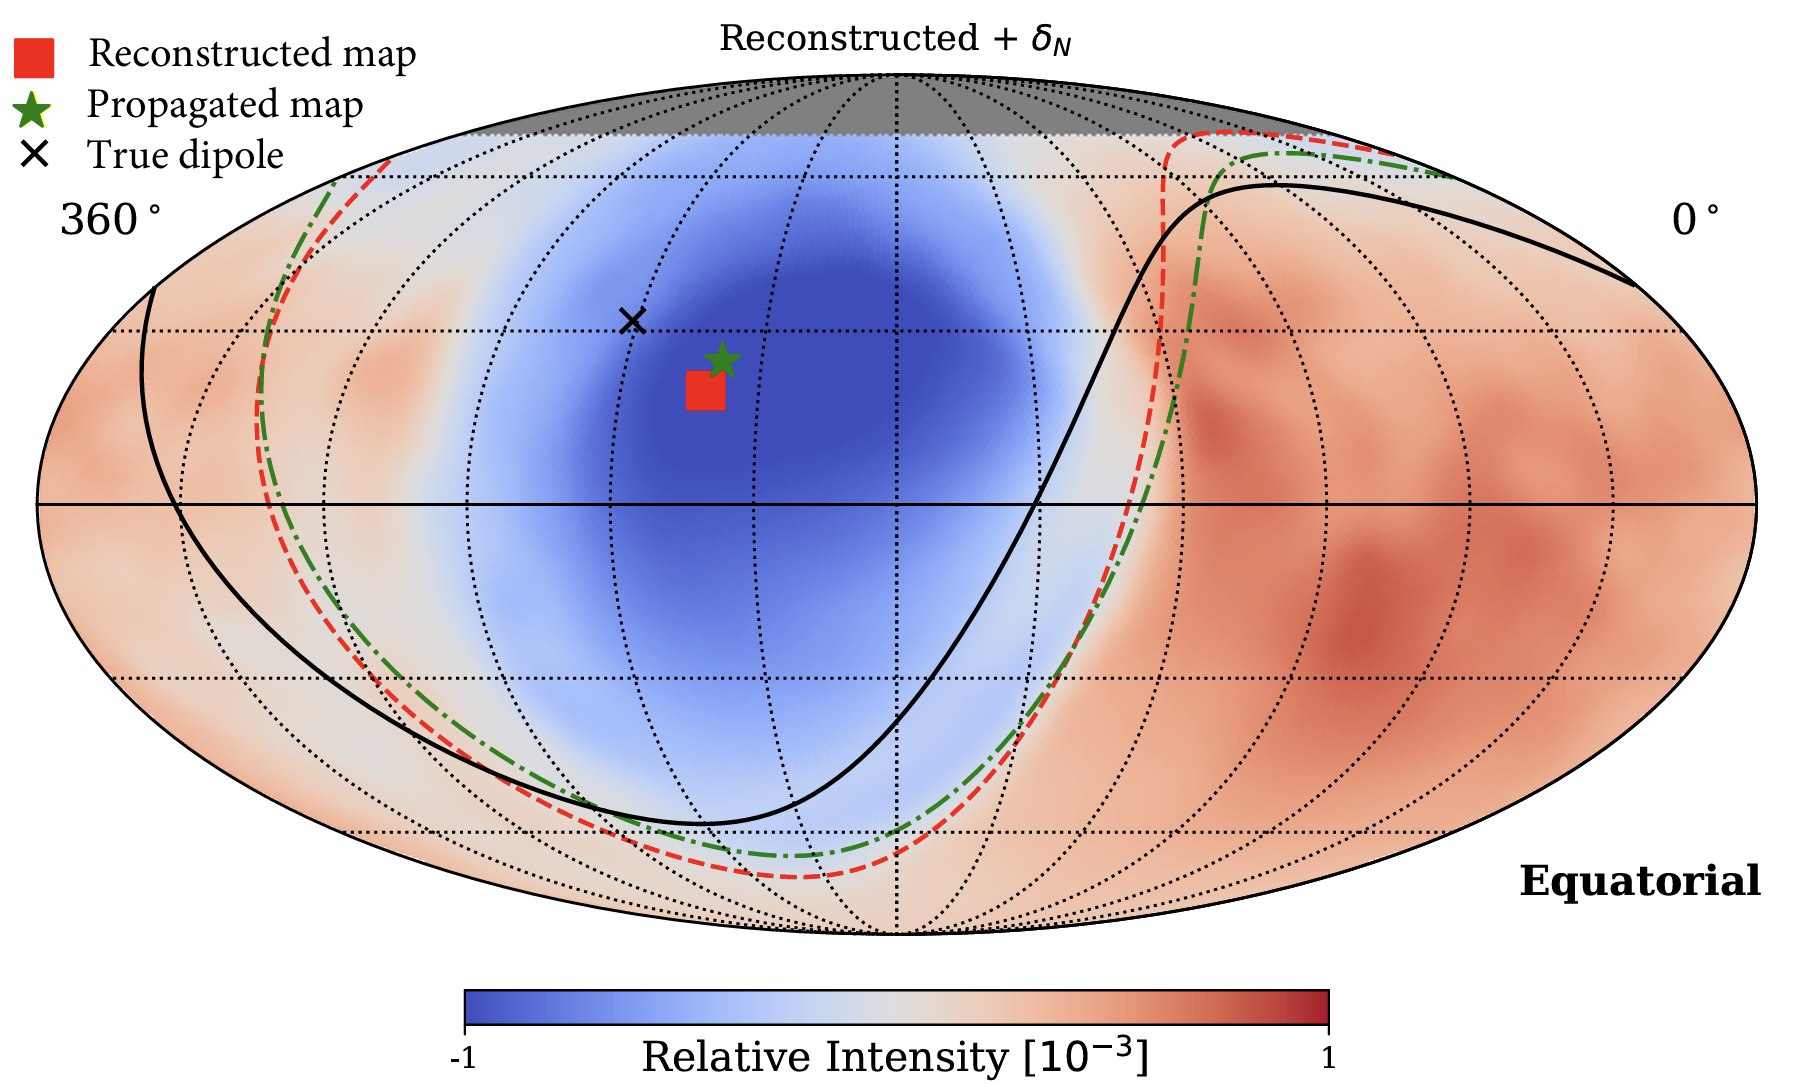 Reconstructed + δ_N
Reconstructed map
Propagated map
True dipole
360°
0°
Equatorial
-1
1
Relative Intensity [10⁻³]